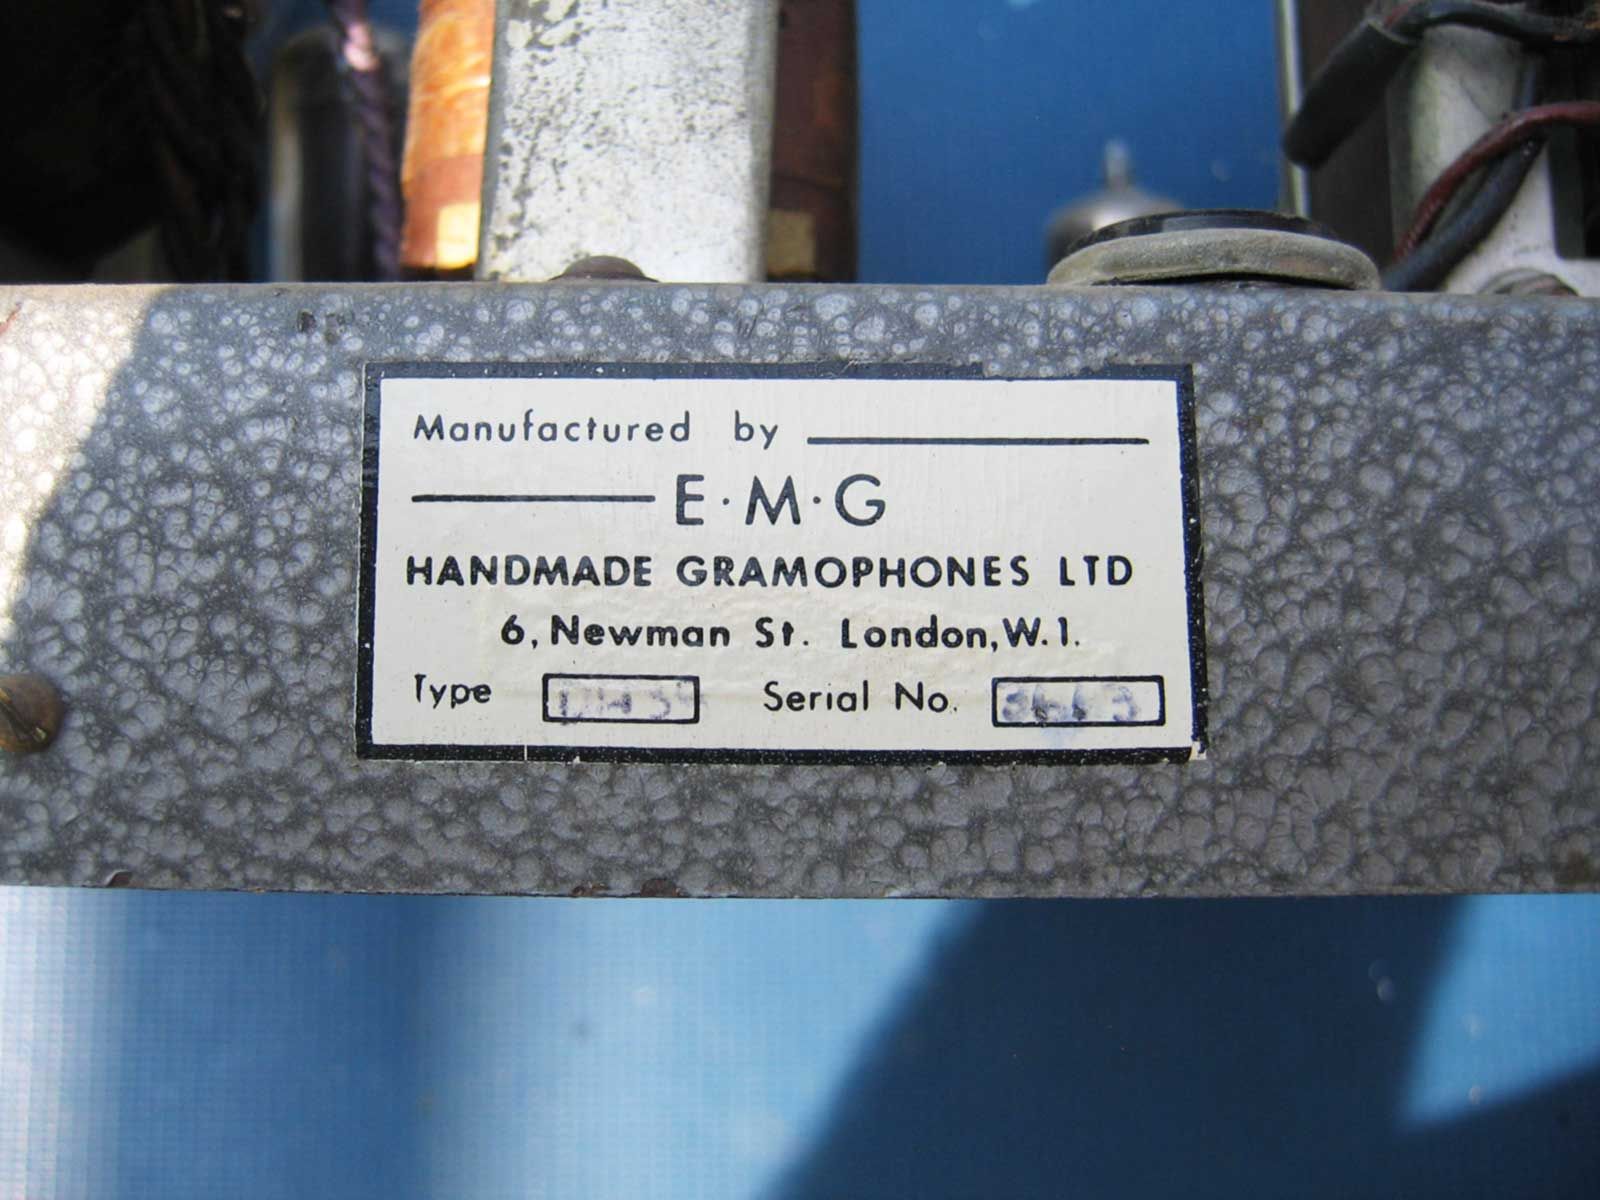 Manufactured by
E·M·G
HANDMADE GRAMOPHONES LTD
6, Newman St. London, W.1.
Type
Serial No.